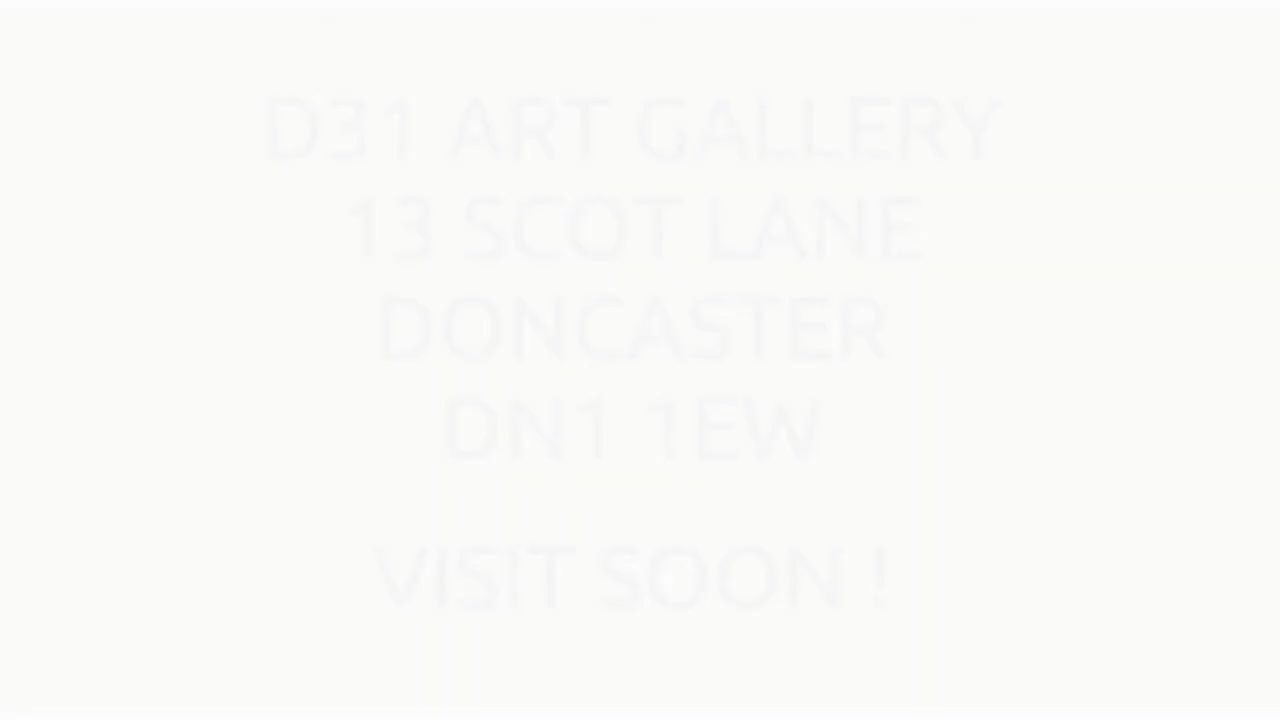 D31 ART GALLERY
13 SCOT LANE
DONCASTER
DN1 1EW
VISIT SOON !